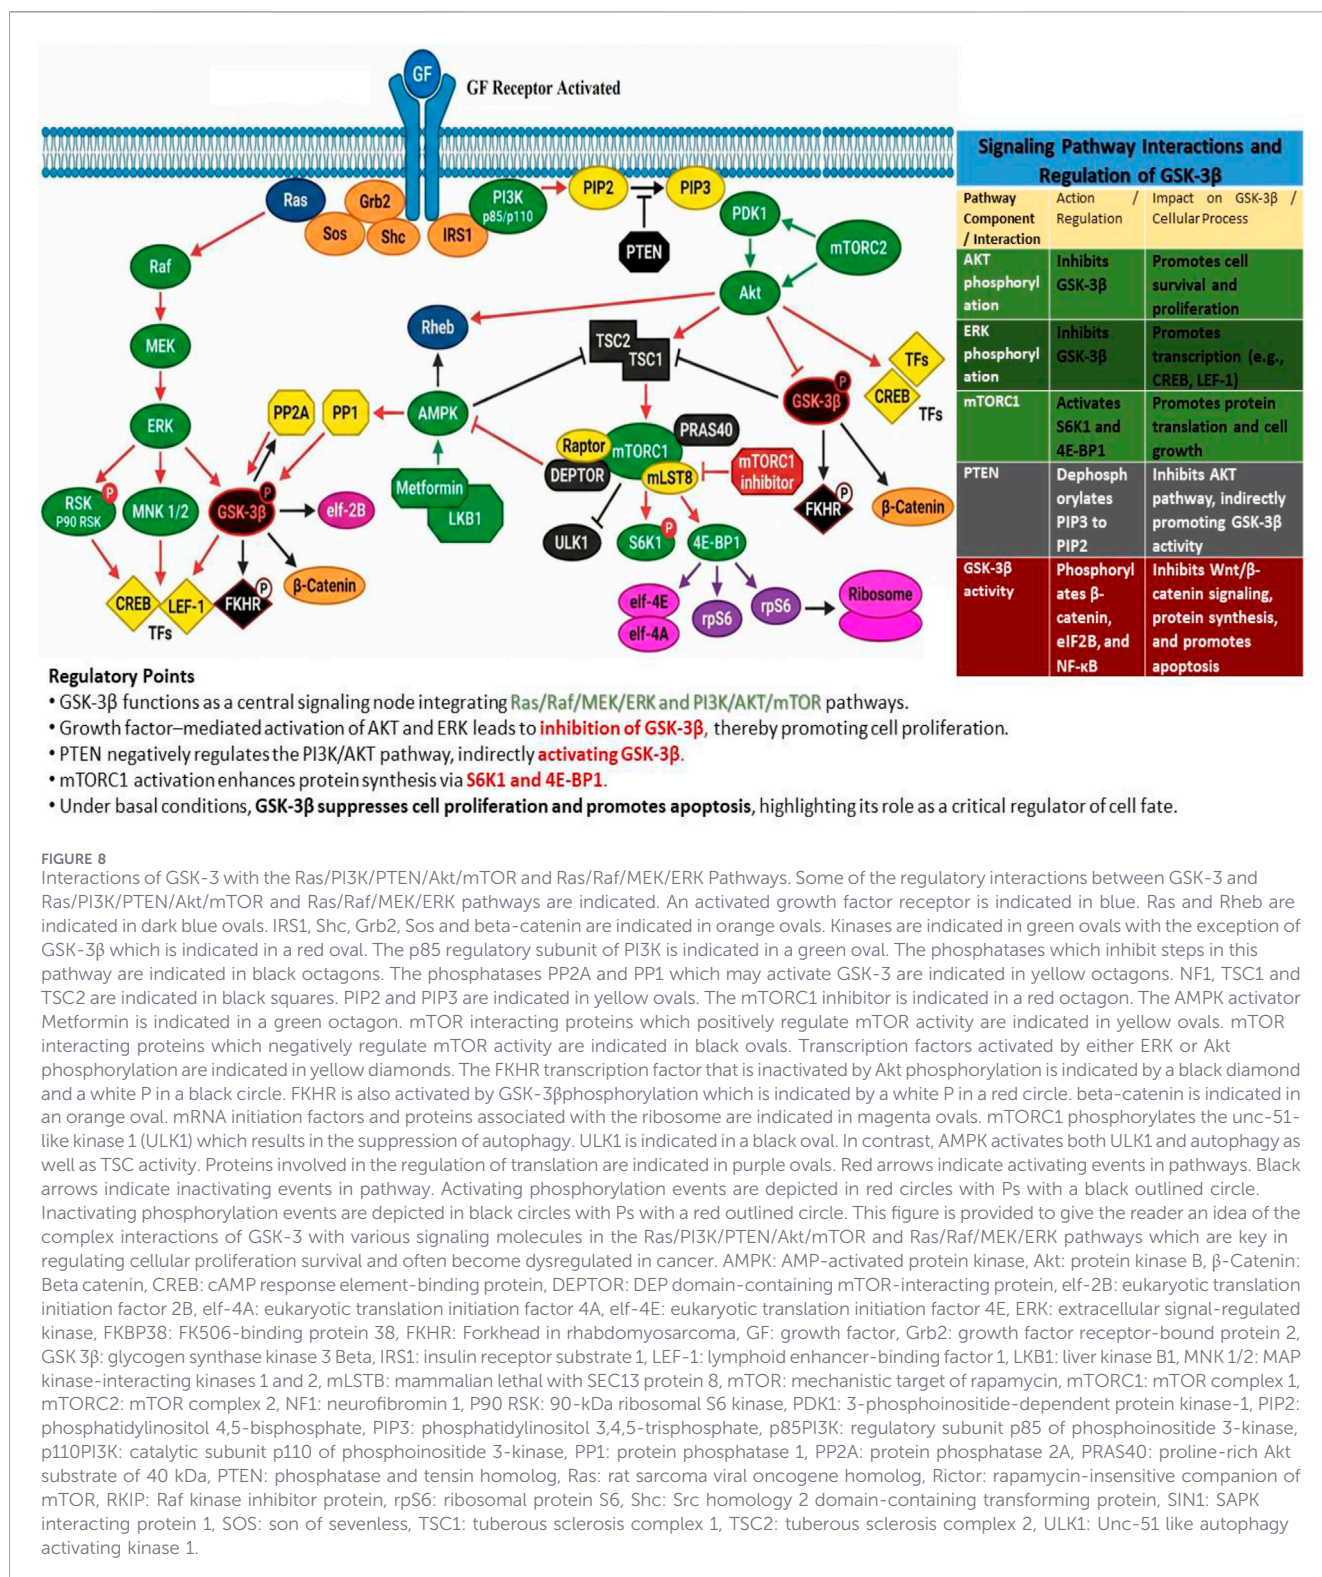 GF
GF Receptor Activated
Ras
Grb2
Sos
Shc
IRS1
PI3K
p85/p110
PIP2
PIP3
PTEN
PDK1
mTORC2
Akt
Raf
MEK
ERK
Rheb
TSC2
TSC1
PP2A
PP1
AMPK
GSK-3β
P
TFs
CREB
TFs
Metformin
LKB1
Raptor
DEPTOR
mTORC1
PRAS40
mLST8
mTORC1
inhibitor
RSK
P90 RSK
P
MNK 1/2
GSK-3β
P
elf-2B
ULK1
S6K1
P
4E-BP1
FKHR
P
β-Catenin
CREB
LEF-1
TFs
FKHR
P
β-Catenin
elf-4E
elf-4A
rpS6
rpS6
Ribosome
Signaling Pathway Interactions and
Regulation of GSK-3β
Pathway
Component
/ Interaction
Action /
Regulation
Impact on GSK-3β /
Cellular Process
AKT
phosphoryl
ation
Inhibits
GSK-3β
Promotes cell
survival and
proliferation
ERK
phosphoryl
ation
Inhibits
GSK-3β
Promotes
transcription (e.g.,
CREB, LEF-1)
mTORC1
Activates
S6K1 and
4E-BP1
Promotes protein
translation and cell
growth
PTEN
Dephosph
orylates
PIP3 to
PIP2
Inhibits AKT
pathway, indirectly
promoting GSK-3β
activity
GSK-3β
activity
Phosphoryl
ates β-
catenin,
eIF2B, and
NF-κB
Inhibits Wnt/β-
catenin signaling,
protein synthesis,
and promotes
apoptosis
Regulatory Points
• GSK-3β functions as a central signaling node integrating Ras/Raf/MEK/ERK and PI3K/AKT/mTOR pathways.
• Growth factor–mediated activation of AKT and ERK leads to inhibition of GSK-3β, thereby promoting cell proliferation.
• PTEN negatively regulates the PI3K/AKT pathway, indirectly activating GSK-3β.
• mTORC1 activation enhances protein synthesis via S6K1 and 4E-BP1.
• Under basal conditions, GSK-3β suppresses cell proliferation and promotes apoptosis, highlighting its role as a critical regulator of cell fate.
FIGURE 8
Interactions of GSK-3 with the Ras/PI3K/PTEN/Akt/mTOR and Ras/Raf/MEK/ERK Pathways. Some of the regulatory interactions between GSK-3 and
Ras/PI3K/PTEN/Akt/mTOR and Ras/Raf/MEK/ERK pathways are indicated. An activated growth factor receptor is indicated in blue. Ras and Rheb are
indicated in dark blue ovals. IRS1, Shc, Grb2, Sos and beta-catenin are indicated in orange ovals. Kinases are indicated in green ovals with the exception of
GSK-3β which is indicated in a red oval. The p85 regulatory subunit of PI3K is indicated in a green oval. The phosphatases which inhibit steps in this
pathway are indicated in black octagons. The phosphatases PP2A and PP1 which may activate GSK-3 are indicated in yellow octagons. NF1, TSC1 and
TSC2 are indicated in black squares. PIP2 and PIP3 are indicated in yellow ovals. The mTORC1 inhibitor is indicated in a red octagon. The AMPK activator
Metformin is indicated in a green octagon. mTOR interacting proteins which positively regulate mTOR activity are indicated in yellow ovals. mTOR
interacting proteins which negatively regulate mTOR activity are indicated in black ovals. Transcription factors activated by either ERK or Akt
phosphorylation are indicated in yellow diamonds. The FKHR transcription factor that is inactivated by Akt phosphorylation is indicated by a black diamond
and a white P in a black circle. FKHR is also activated by GSK-3βphosphorylation which is indicated by a white P in a red circle. beta-catenin is indicated in
an orange oval. mRNA initiation factors and proteins associated with the ribosome are indicated in magenta ovals. mTORC1 phosphorylates the unc-51-
like kinase 1 (ULK1) which results in the suppression of autophagy. ULK1 is indicated in a black oval. In contrast, AMPK activates both ULK1 and autophagy as
well as TSC activity. Proteins involved in the regulation of translation are indicated in purple ovals. Red arrows indicate activating events in pathways. Black
arrows indicate inactivating events in pathway. Activating phosphorylation events are depicted in red circles with Ps with a black outlined circle.
Inactivating phosphorylation events are depicted in black circles with Ps with a red outlined circle. This figure is provided to give the reader an idea of the
complex interactions of GSK-3 with various signaling molecules in the Ras/PI3K/PTEN/Akt/mTOR and Ras/Raf/MEK/ERK pathways which are key in
regulating cellular proliferation survival and often become dysregulated in cancer. AMPK: AMP-activated protein kinase, Akt: protein kinase B, β-Catenin:
Beta catenin, CREB: cAMP response element-binding protein, DEPTOR: DEP domain-containing mTOR-interacting protein, elf-2B: eukaryotic translation
initiation factor 2B, elf-4A: eukaryotic translation initiation factor 4A, elf-4E: eukaryotic translation initiation factor 4E, ERK: extracellular signal-regulated
kinase, FKBP38: FK506-binding protein 38, FKHR: Forkhead in rhabdomyosarcoma, GF: growth factor, Grb2: growth factor receptor-bound protein 2,
GSK 3β: glycogen synthase kinase 3 Beta, IRS1: insulin receptor substrate 1, LEF-1: lymphoid enhancer-binding factor 1, LKB1: liver kinase B1, MNK 1/2: MAP
kinase-interacting kinases 1 and 2, mLSTB: mammalian lethal with SEC13 protein 8, mTOR: mechanistic target of rapamycin, mTORC1: mTOR complex 1,
mTORC2: mTOR complex 2, NF1: neurofibromin 1, P90 RSK: 90-kDa ribosomal S6 kinase, PDK1: 3-phosphoinositide-dependent protein kinase-1, PIP2:
phosphatidylinositol 4,5-bisphosphate, PIP3: phosphatidylinositol 3,4,5-trisphosphate, p85PI3K: regulatory subunit p85 of phosphoinositide 3-kinase,
p110PI3K: catalytic subunit p110 of phosphoinositide 3-kinase, PP1: protein phosphatase 1, PP2A: protein phosphatase 2A, PRAS40: proline-rich Akt
substrate of 40 kDa, PTEN: phosphatase and tensin homolog, Ras: rat sarcoma viral oncogene homolog, Rictor: rapamycin-insensitive companion of
mTOR, RKIP: Raf kinase inhibitor protein, rpS6: ribosomal protein S6, Shc: Src homology 2 domain-containing transforming protein, SIN1: SAPK
interacting protein 1, SOS: son of sevenless, TSC1: tuberous sclerosis complex 1, TSC2: tuberous sclerosis complex 2, ULK1: Unc-51 like autophagy
activating kinase 1.